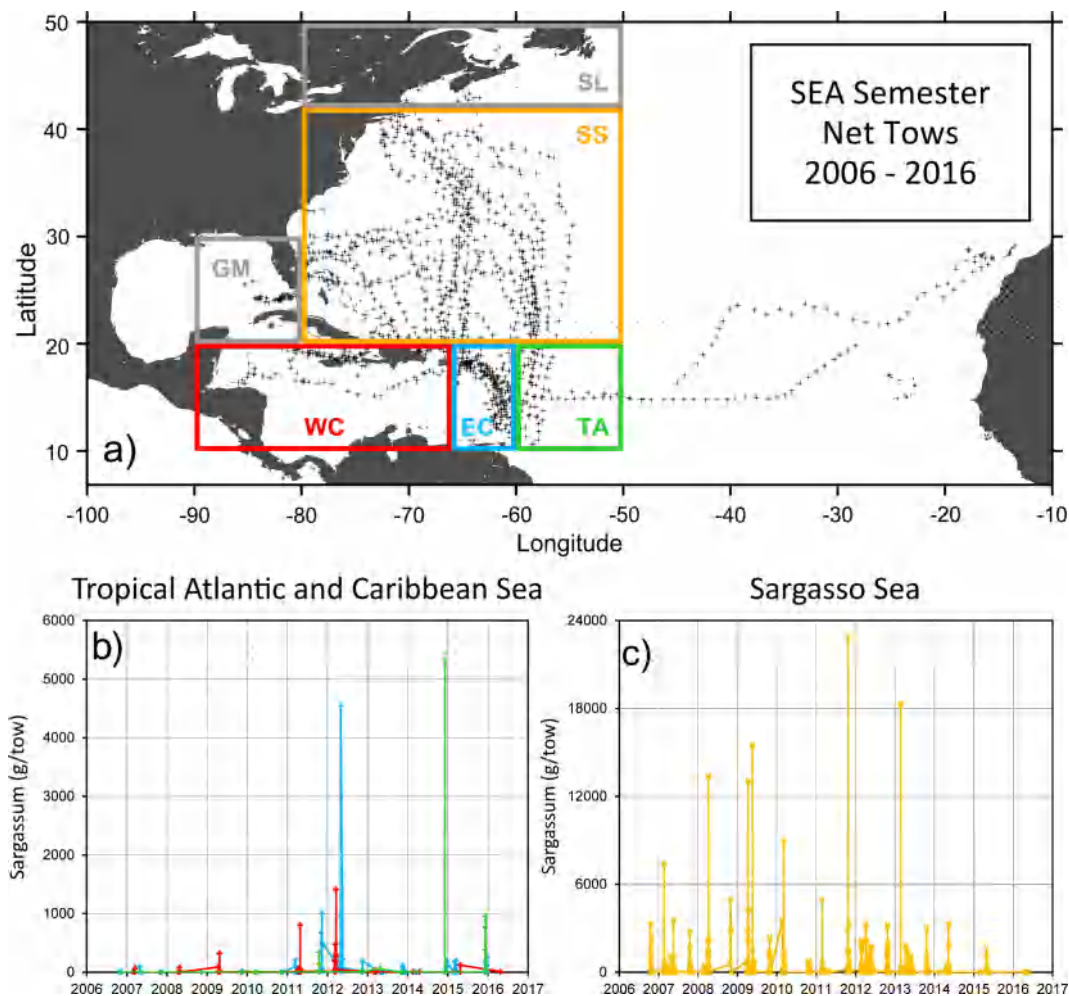 50
40
30
20
10
Latitude
SL
SS
GM
WC
EC
TA
a)
SEA Semester
Net Tows
2006 - 2016
-100 -90 -80 -70 -60 -50 -40 -30 -20 -10
Longitude
Tropical Atlantic and Caribbean Sea
b)
6000
5000
4000
3000
2000
1000
0
Sargassum (g/tow)
2006 2007 2008 2009 2010 2011 2012 2013 2014 2015 2016 2017
Sargasso Sea
c)
24000
18000
12000
6000
0
Sargassum (g/tow)
2006 2007 2008 2009 2010 2011 2012 2013 2014 2015 2016 2017